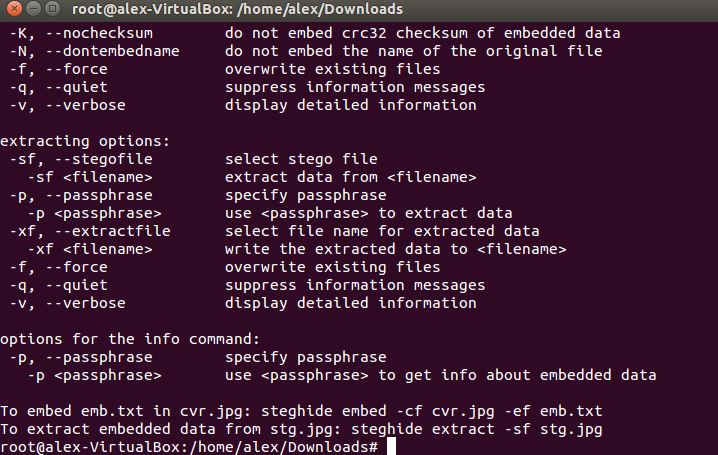 root@alex-VirtualBox: /home/alex/Downloads
-K, --nochecksum do not embed crc32 checksum of embedded data
-N, --dontembedname do not embed the name of the original file
-f, --force overwrite existing files
-q, --quiet suppress information messages
-v, --verbose display detailed information
extracting options:
-sf, --stegofile select stego file
-sf <filename> extract data from <filename>
-p, --passphrase specify passphrase
-p <passphrase> use <passphrase> to extract data
-xf, --extractfile select file name for extracted data
-xf <filename> write the extracted data to <filename>
-f, --force overwrite existing files
-q, --quiet suppress information messages
-v, --verbose display detailed information
options for the info command:
-p, --passphrase specify passphrase
-p <passphrase> use <passphrase> to get info about embedded data
To embed emb.txt in cvr.jpg: steghide embed -cf cvr.jpg -ef emb.txt
To extract embedded data from stg.jpg: steghide extract -sf stg.jpg
root@alex-VirtualBox:/home/alex/Downloads#